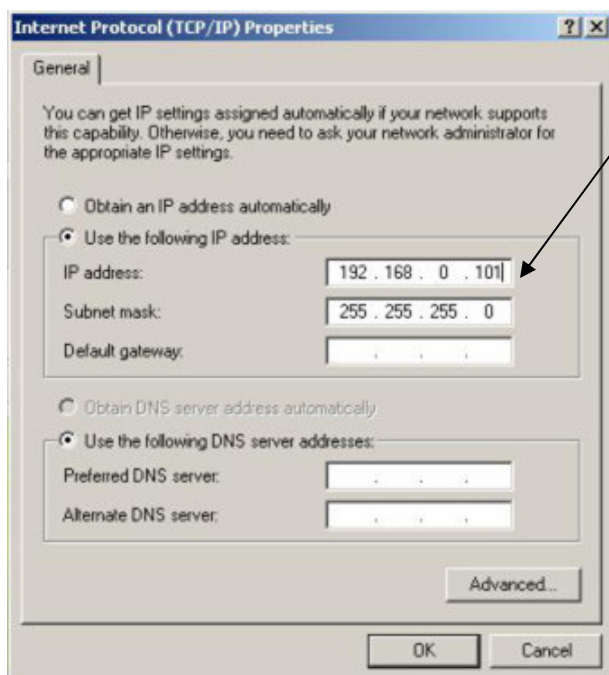 Internet Protocol (TCP/IP) Properties
General
You can get IP settings assigned automatically if your network supports
this capability. Otherwise, you need to ask your network administrator for
the appropriate IP settings.
Obtain an IP address automatically
Use the following IP address:
IP address: 192 . 168 . 0 . 101
Subnet mask: 255 . 255 . 255 . 0
Default gateway: . . .
Obtain DNS server address automatically
Use the following DNS server addresses:
Preferred DNS server: . . .
Alternate DNS server: . . .
Advanced...
OK Cancel